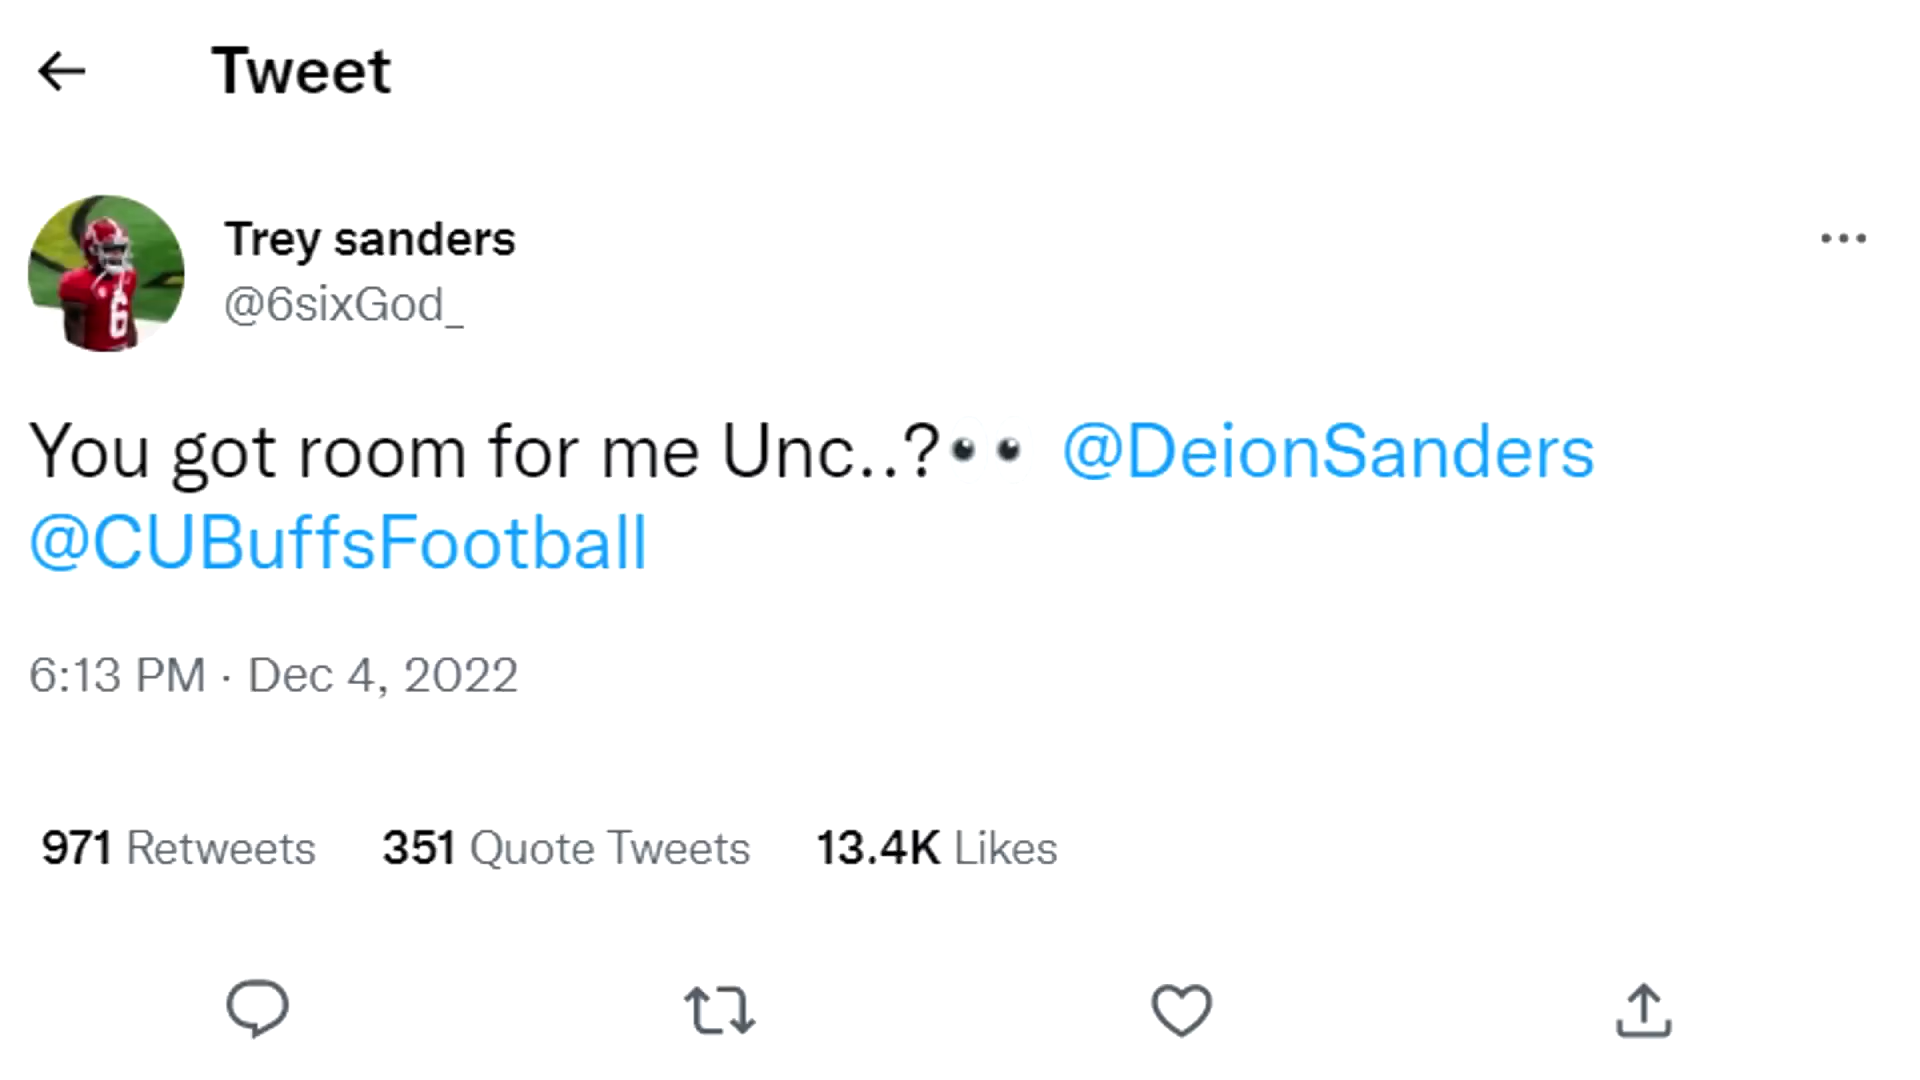 Tweet
Trey sanders
@6sixGod_
6
You got room for me Unc..?👀 @DeionSanders
@CUBuffsFootball
6:13 PM · Dec 4, 2022
971 Retweets 351 Quote Tweets 13.4K Likes